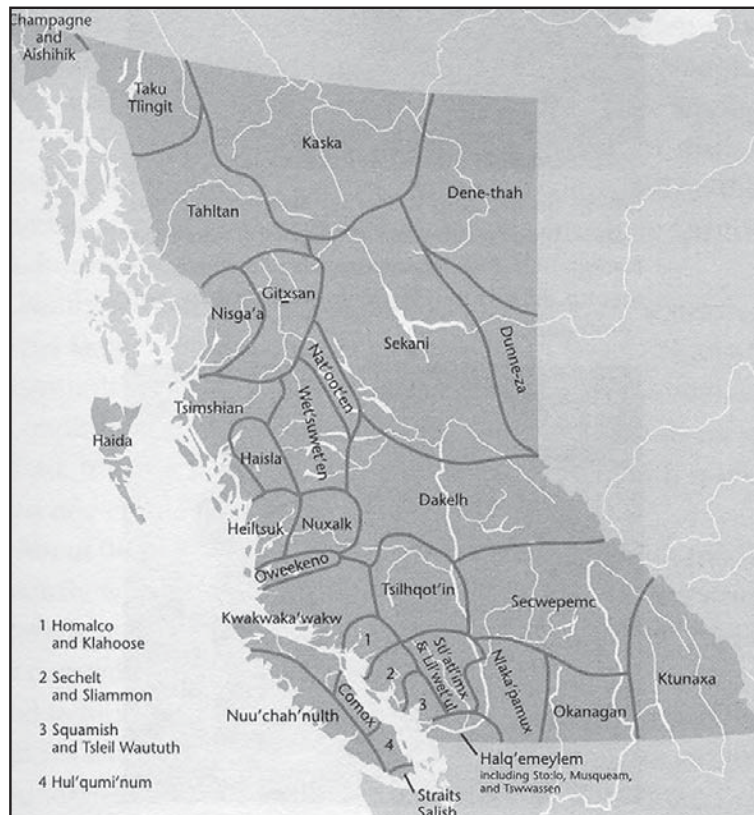 Champagne
and
Aishihik
Taku
Tlingit
Kaska
Dene-thah
Tahltan
Gitxsan
Nisga'a
Sekani
Dunne-za
Nat'oot'en
Wet'suwet'en
Tsimshian
Haida
Haisla
Dakelh
Heiltsuk
Nuxalk
Oweekeno
Tsilhqot'in
Secwepemc
Kwakwaka'wakw
1
Stl'atl'imx
& Lil'wet'ul
Nlaka'pamux
Ktunaxa
2
3
Comox
Okanagan
Nuu'chah'nulth
4
Halq'emeylem
including Sto:lo, Musqueam,
and Tswwassen
Straits
Salish
1 Homalco
and Klahoose
2 Sechelt
and Sliammon
3 Squamish
and Tsleil Waututh
4 Hul'qumi'num